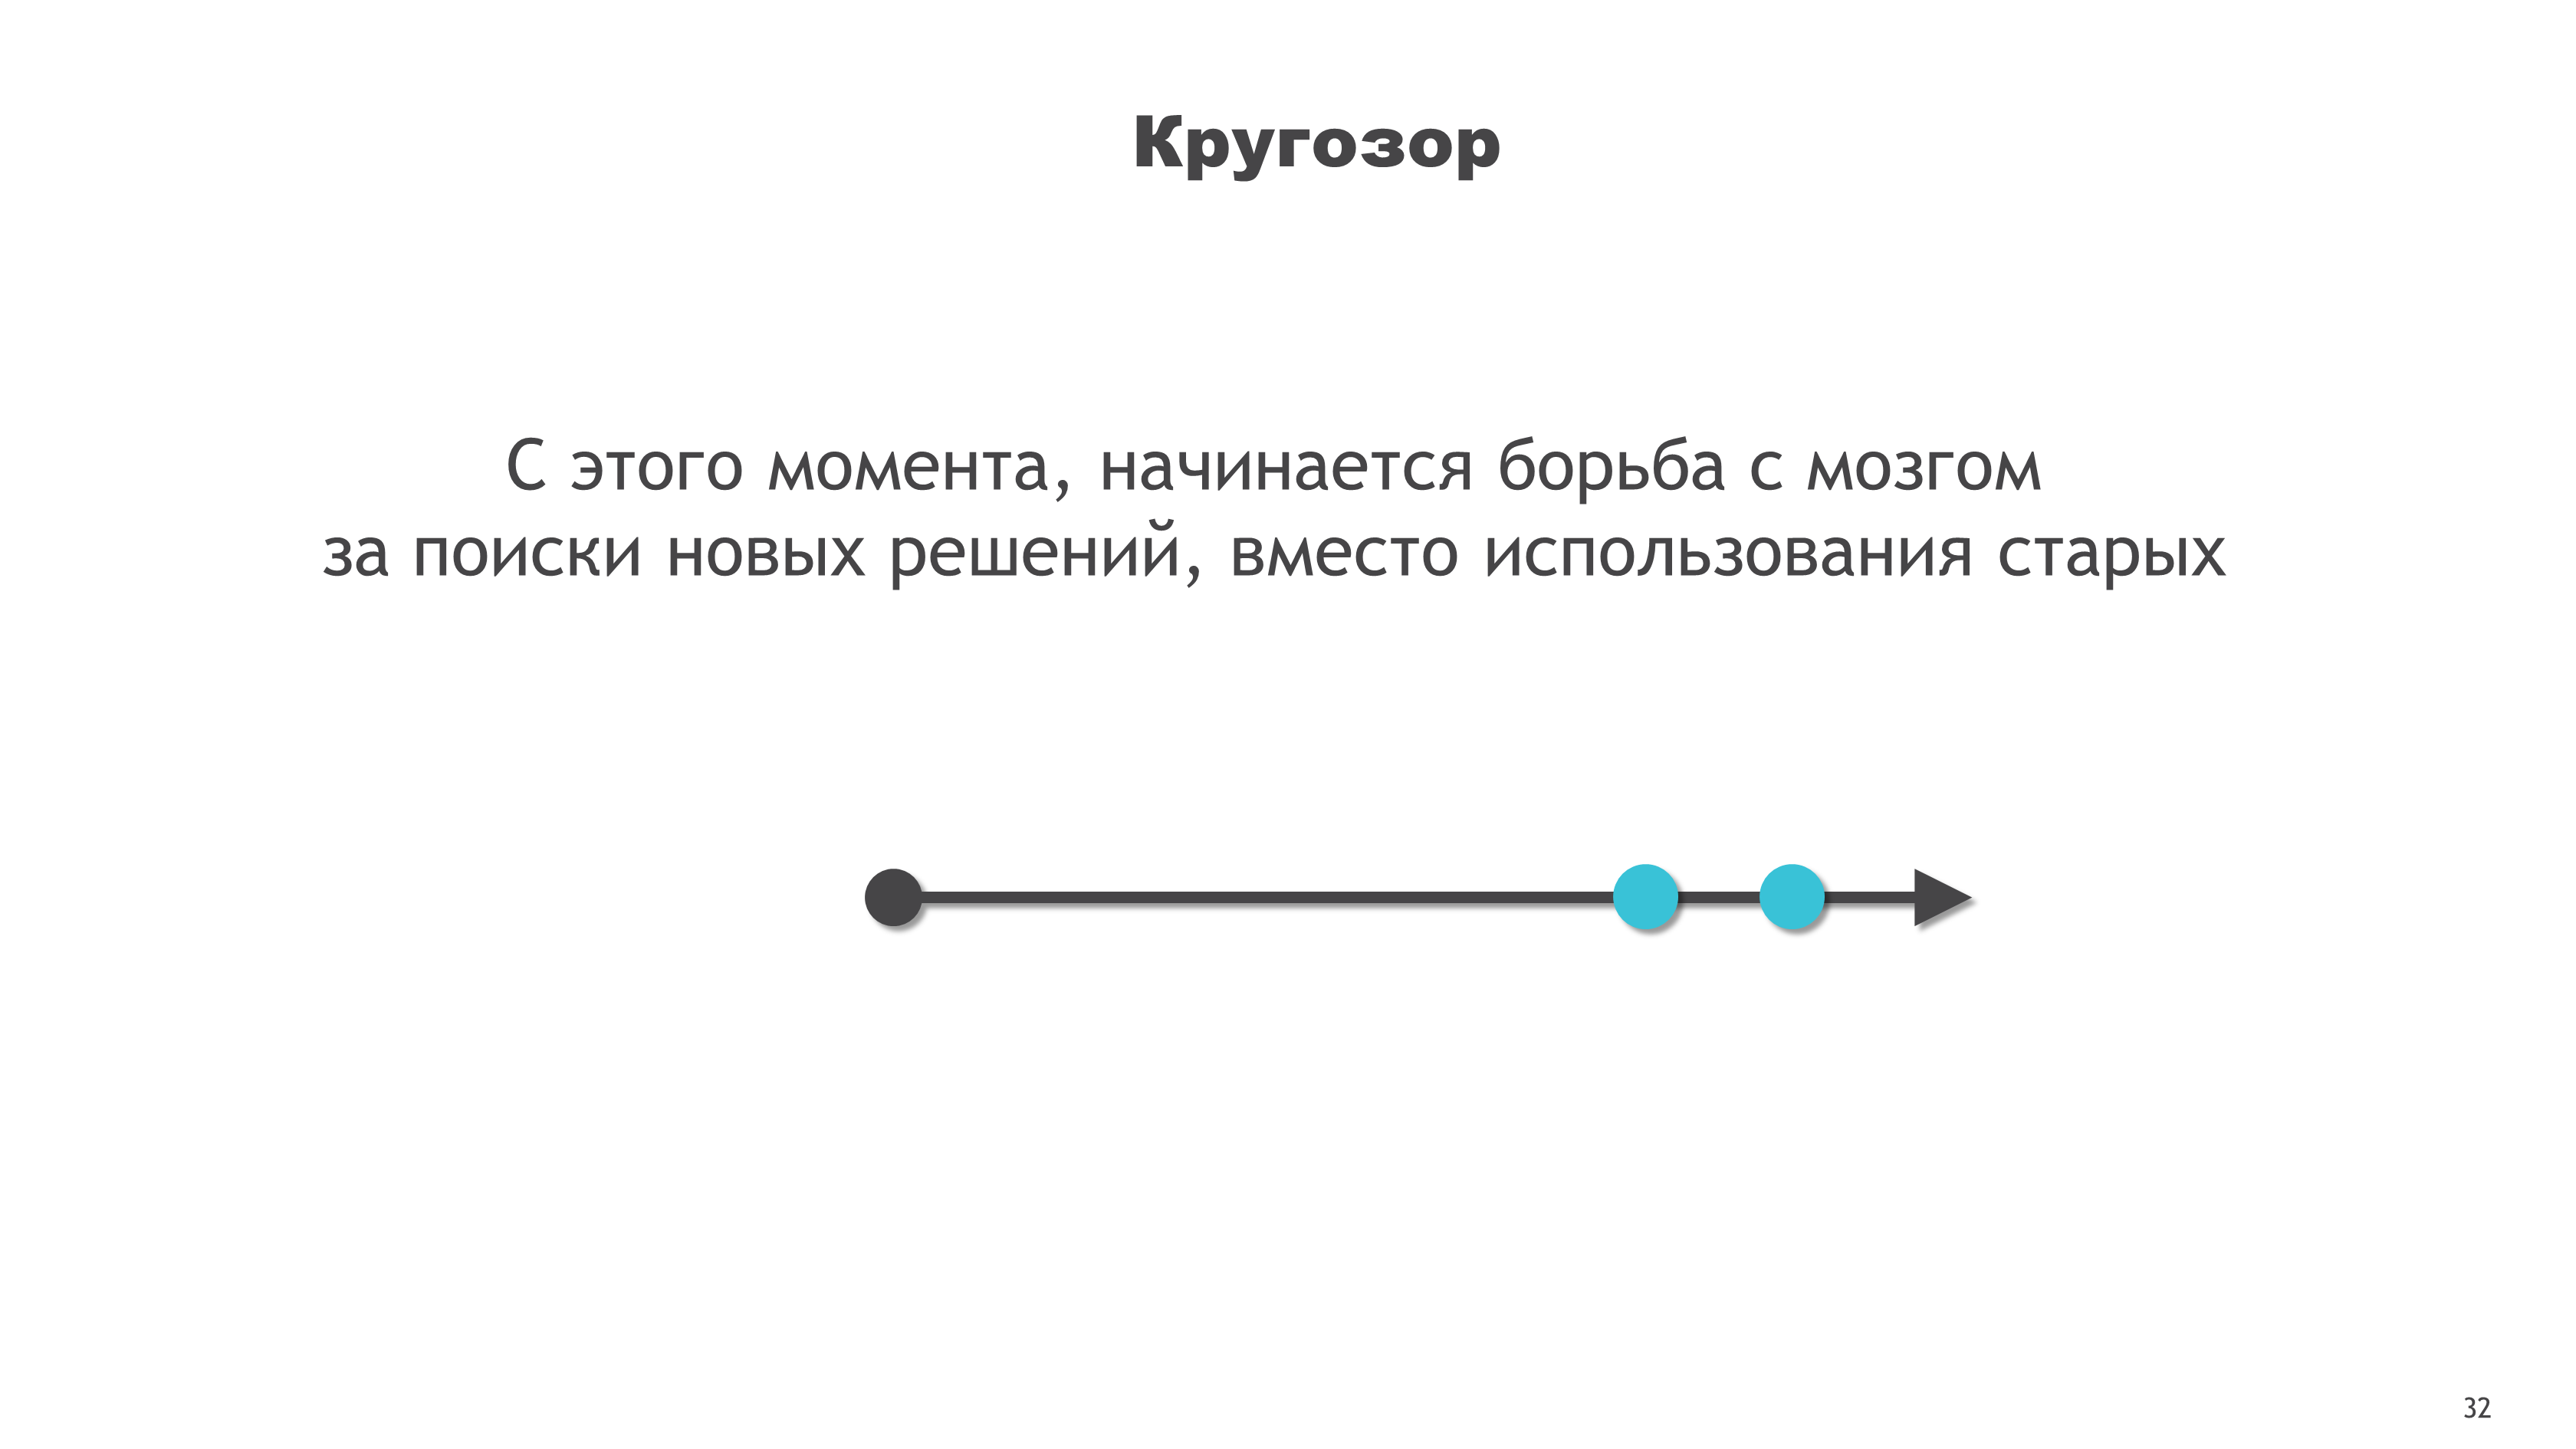 Кругозор
С этого момента, начинается борьба с мозгом
за поиски новых решений, вместо использования старых
32